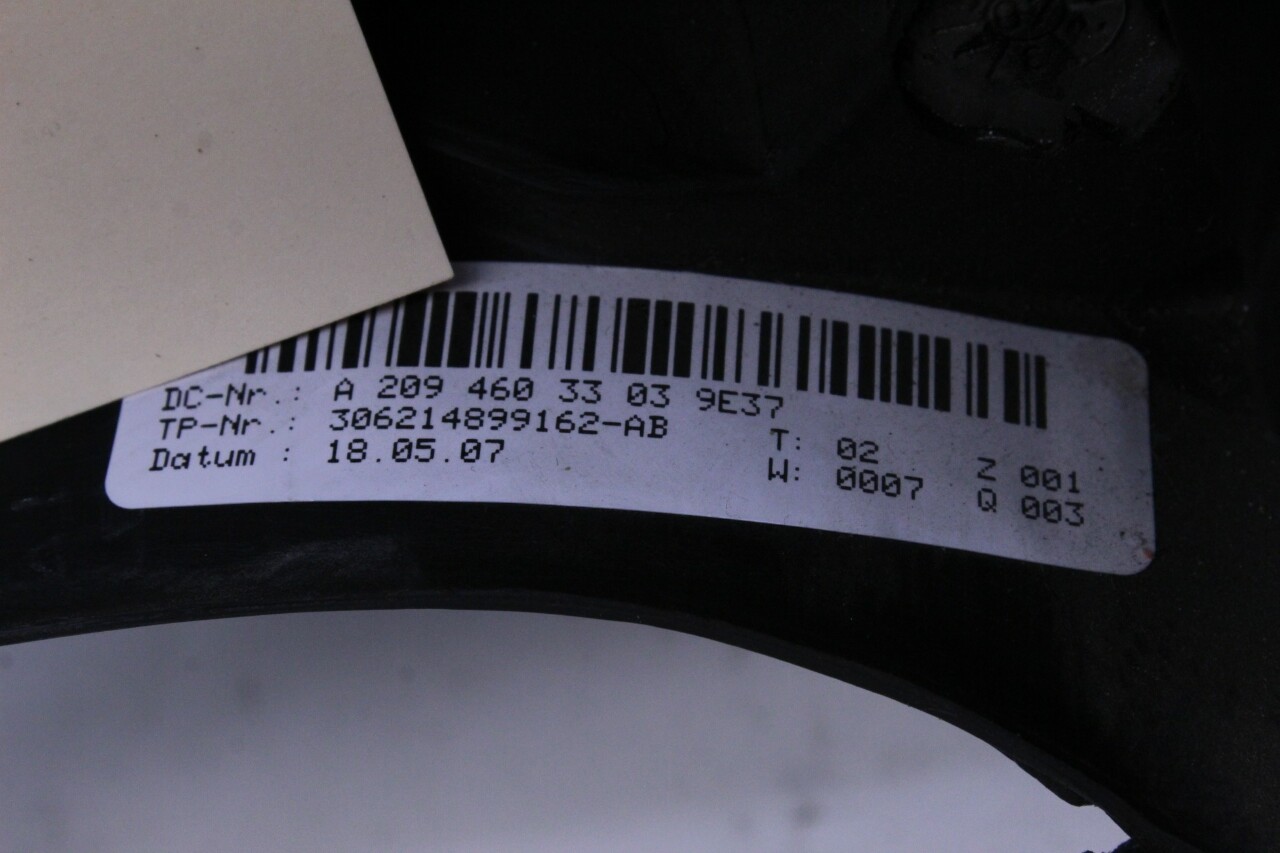 DC-Nr.: A 209 460 33 03 9E37
TP-Nr.: 306214899162-AB
Datum : 18.05.07
T: 02 Z 001
W: 0007 Q 003